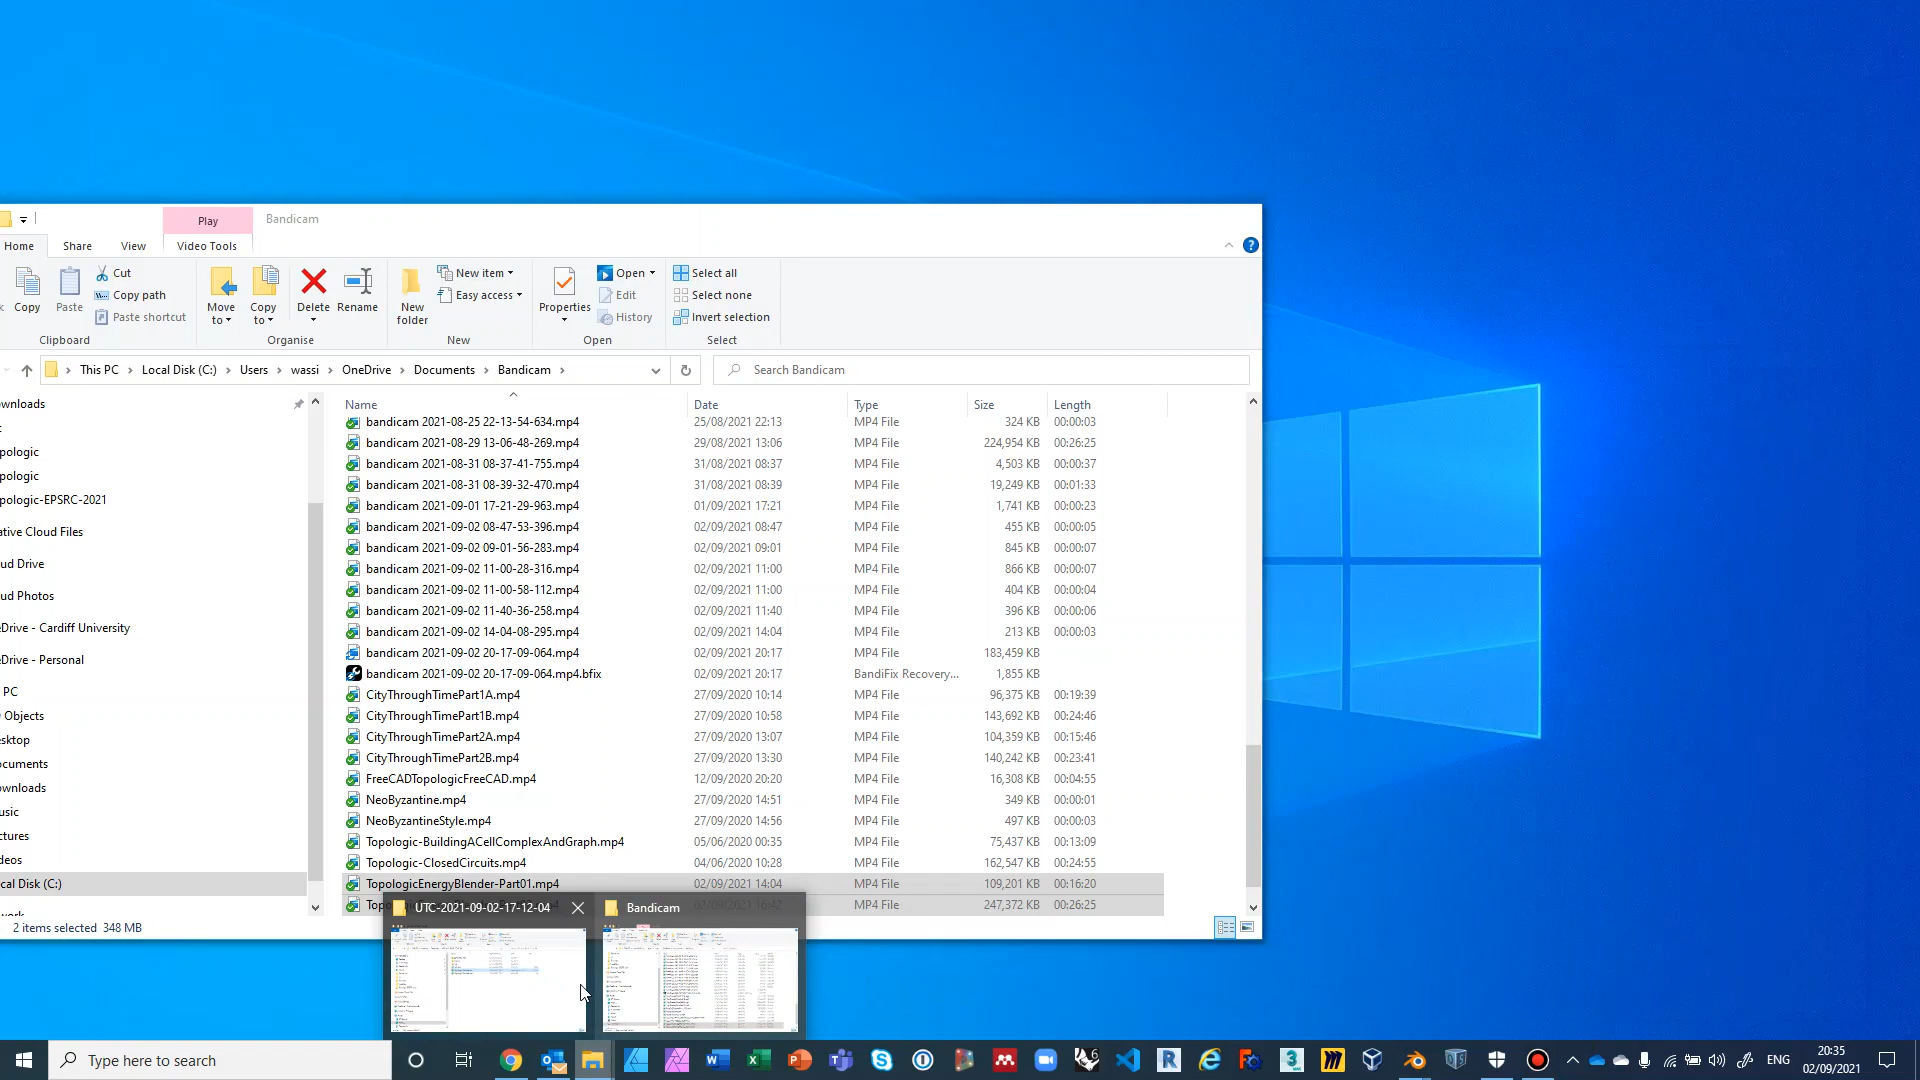 Play
Bandicam
Home
Share
View
Video Tools
Copy
Paste
Cut
Copy path
Paste shortcut
Clipboard
Move to
Copy to
Delete
Rename
Organise
New folder
New item
Easy access
New
Properties
Open
Edit
History
Open
Select all
Select none
Invert selection
Select
This PC
Local Disk (C:)
Users
wassi
OneDrive
Documents
Bandicam
Search Bandicam
wnloads
pologic
pologic
pologic-EPSRC-2021
ative Cloud Files
ud Drive
ud Photos
eDrive - Cardiff University
eDrive - Personal
PC
Objects
sktop
ocuments
ownloads
usic
ctures
deos
cal Disk (C:)
Name Date Type Size Length
bandicam 2021-08-25 22-13-54-634.mp4 25/08/2021 22:13 MP4 File 324 KB 00:00:03
bandicam 2021-08-29 13-06-48-269.mp4 29/08/2021 13:06 MP4 File 224,954 KB 00:26:25
bandicam 2021-08-31 08-37-41-755.mp4 31/08/2021 08:37 MP4 File 4,503 KB 00:00:37
bandicam 2021-08-31 08-39-32-470.mp4 31/08/2021 08:39 MP4 File 19,249 KB 00:01:33
bandicam 2021-09-01 17-21-29-963.mp4 01/09/2021 17:21 MP4 File 1,741 KB 00:00:23
bandicam 2021-09-02 08-47-53-396.mp4 02/09/2021 08:47 MP4 File 455 KB 00:00:05
bandicam 2021-09-02 09-01-56-283.mp4 02/09/2021 09:01 MP4 File 845 KB 00:00:07
bandicam 2021-09-02 11-00-28-316.mp4 02/09/2021 11:00 MP4 File 866 KB 00:00:07
bandicam 2021-09-02 11-00-58-112.mp4 02/09/2021 11:00 MP4 File 404 KB 00:00:04
bandicam 2021-09-02 11-40-36-258.mp4 02/09/2021 11:40 MP4 File 396 KB 00:00:06
bandicam 2021-09-02 14-04-08-295.mp4 02/09/2021 14:04 MP4 File 213 KB 00:00:03
bandicam 2021-09-02 20-17-09-064.mp4 02/09/2021 20:17 MP4 File 183,459 KB
bandicam 2021-09-02 20-17-09-064.mp4.bfix 02/09/2021 20:17 BandiFix Recovery... 1,855 KB
CityThroughTimePart1A.mp4 27/09/2020 10:14 MP4 File 96,375 KB 00:19:39
CityThroughTimePart1B.mp4 27/09/2020 10:58 MP4 File 143,692 KB 00:24:46
CityThroughTimePart2A.mp4 27/09/2020 13:07 MP4 File 104,359 KB 00:15:46
CityThroughTimePart2B.mp4 27/09/2020 13:30 MP4 File 140,242 KB 00:23:41
FreeCADTopologicFreeCAD.mp4 12/09/2020 20:20 MP4 File 16,308 KB 00:04:55
NeoByzantine.mp4 27/09/2020 14:51 MP4 File 349 KB 00:00:01
NeoByzantineStyle.mp4 27/09/2020 14:56 MP4 File 497 KB 00:00:03
Topologic-BuildingACellComplexAndGraph.mp4 05/06/2020 00:35 MP4 File 75,437 KB 00:13:09
Topologic-ClosedCircuits.mp4 04/06/2020 10:28 MP4 File 162,547 KB 00:24:55
TopologicEnergyBlender-Part01.mp4 02/09/2021 14:04 MP4 File 109,201 KB 00:16:20
Top 16:42 MP4 File 247,372 KB 00:26:25
UTC-2021-09-02-17-12-04
Bandicam
2 items selected 348 MB
Type here to search
ENG
20:35
02/09/2021